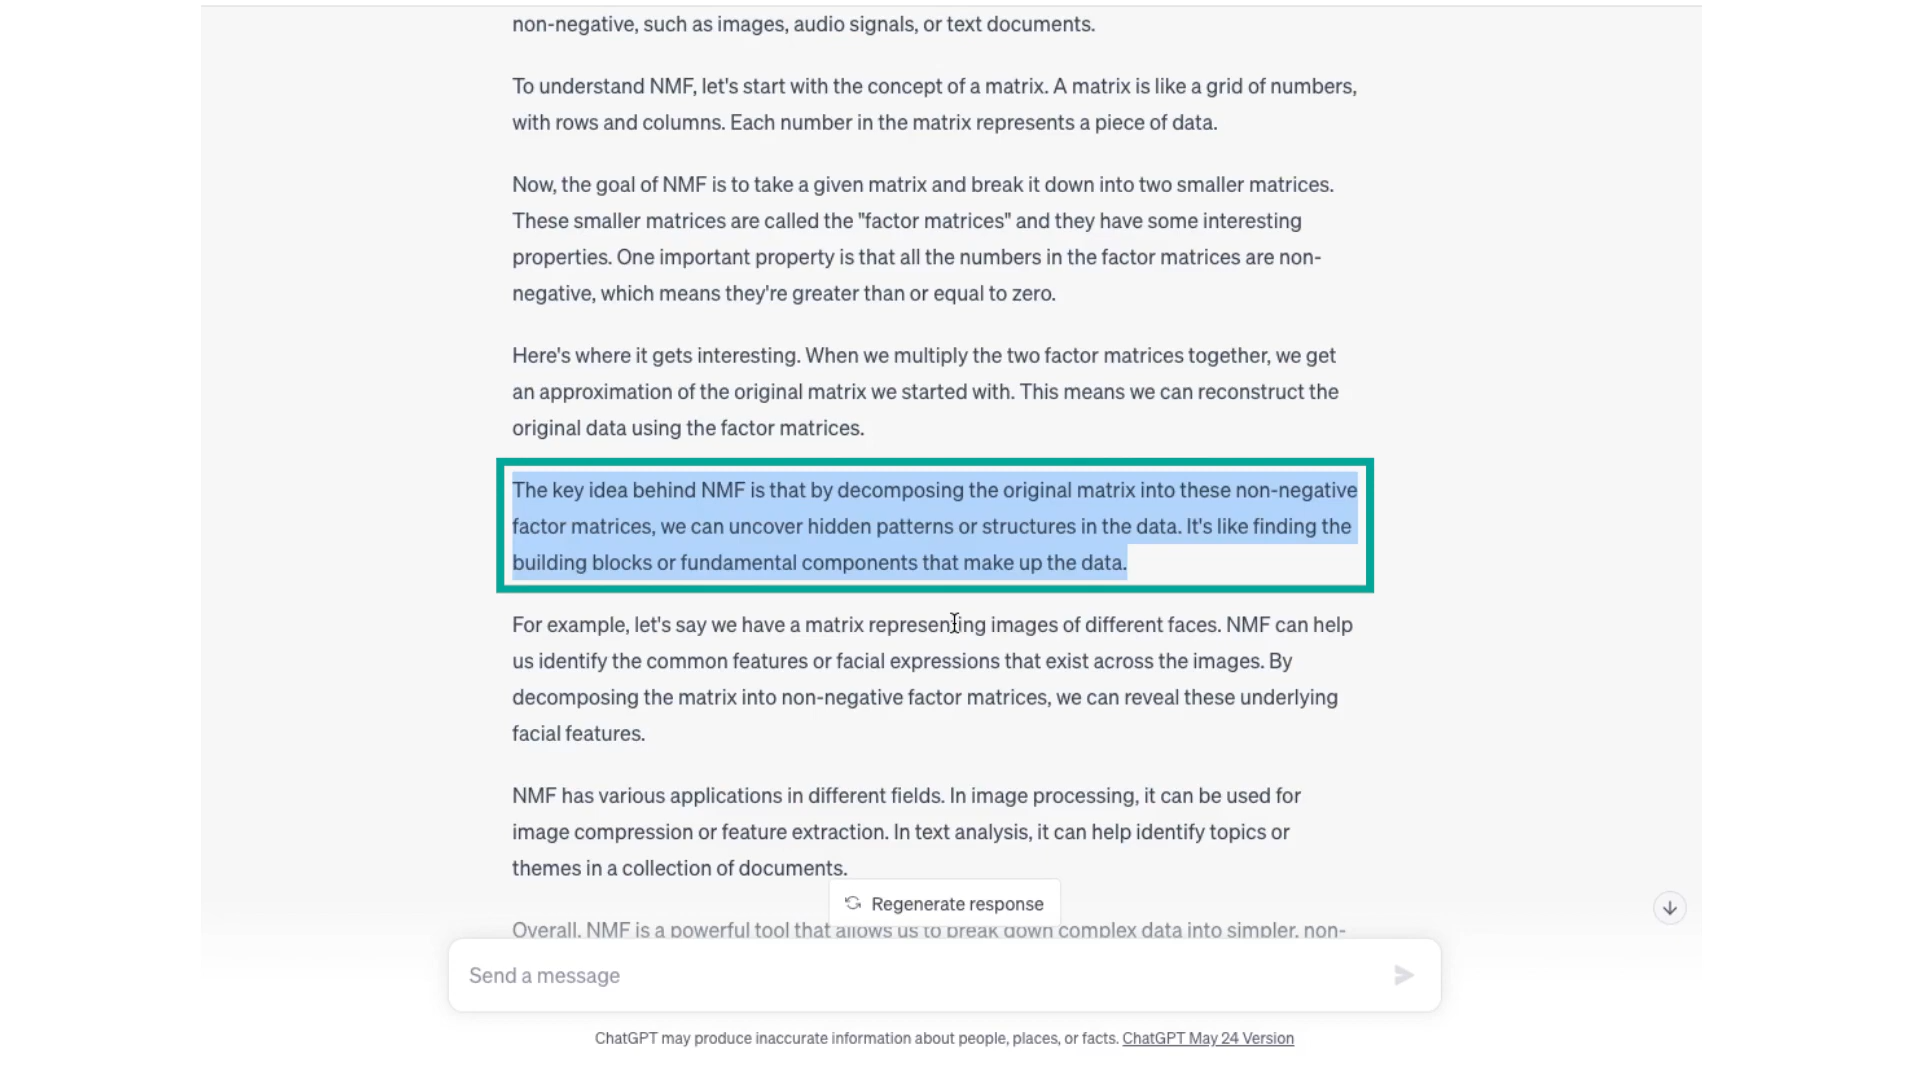 non-negative, such as images, audio signals, or text documents.
To understand NMF, let's start with the concept of a matrix. A matrix is like a grid of numbers,
with rows and columns. Each number in the matrix represents a piece of data.
Now, the goal of NMF is to take a given matrix and break it down into two smaller matrices.
These smaller matrices are called the "factor matrices" and they have some interesting
properties. One important property is that all the numbers in the factor matrices are non-
negative, which means they're greater than or equal to zero.
Here's where it gets interesting. When we multiply the two factor matrices together, we get
an approximation of the original matrix we started with. This means we can reconstruct the
original data using the factor matrices.
The key idea behind NMF is that by decomposing the original matrix into these non-negative
factor matrices, we can uncover hidden patterns or structures in the data. It's like finding the
building blocks or fundamental components that make up the data.
For example, let's say we have a matrix representing images of different faces. NMF can help
us identify the common features or facial expressions that exist across the images. By
decomposing the matrix into non-negative factor matrices, we can reveal these underlying
facial features.
NMF has various applications in different fields. In image processing, it can be used for
image compression or feature extraction. In text analysis, it can help identify topics or
themes in a collection of documents.
Regenerate response
Overall, NMF is a powerful tool that allows us to break down complex data into simpler, non-
Send a message
ChatGPT may produce inaccurate information about people, places, or facts. ChatGPT May 24 Version